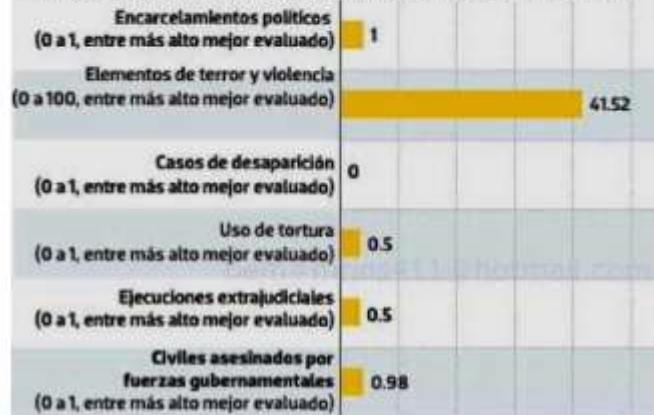 Encarcelamientos políticos
(0 a 1, entre más alto mejor evaluado)
1
Elementos de terror y violencia
(0 a 100, entre más alto mejor evaluado)
41.52
Casos de desaparición
(0 a 1, entre más alto mejor evaluado)
0
Uso de tortura
(0 a 1, entre más alto mejor evaluado)
0.5
Ejecuciones extrajudiciales
(0 a 1, entre más alto mejor evaluado)
0.5
Civiles asesinados por
fuerzas gubernamentales
(0 a 1, entre más alto mejor evaluado)
0.98